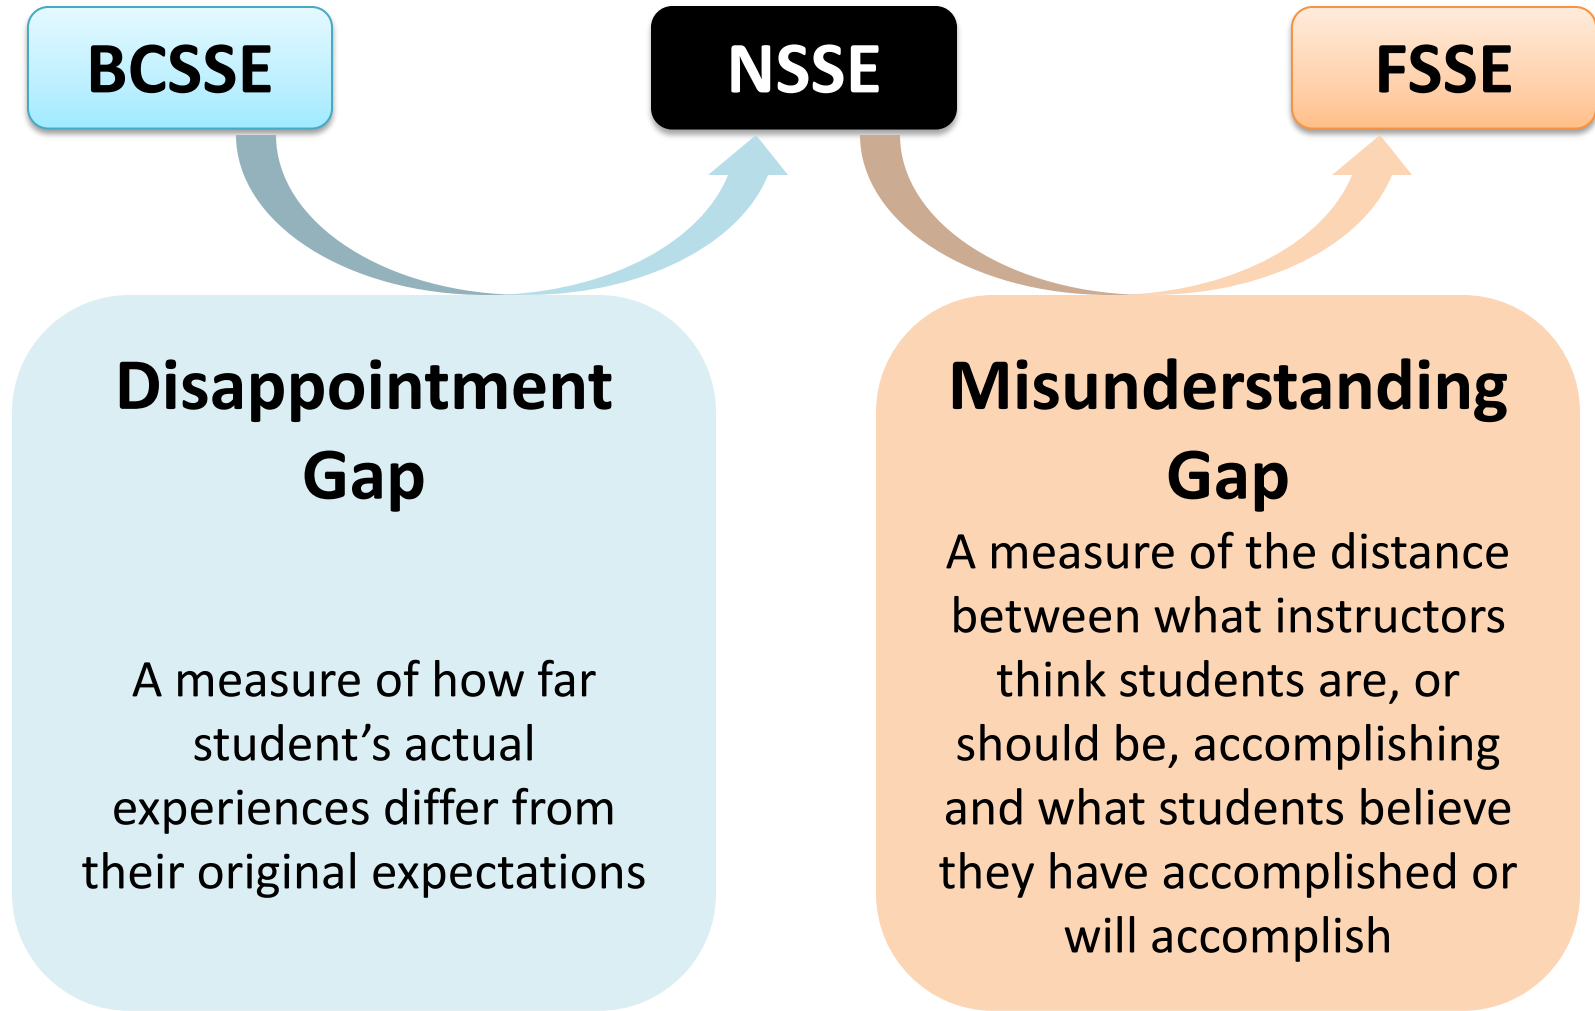 BCSSE
NSSE
FSSE
Disappointment
Gap
A measure of how far
student’s actual
experiences differ from
their original expectations
Misunderstanding
Gap
A measure of the distance
between what instructors
think students are, or
should be, accomplishing
and what students believe
they have accomplished or
will accomplish